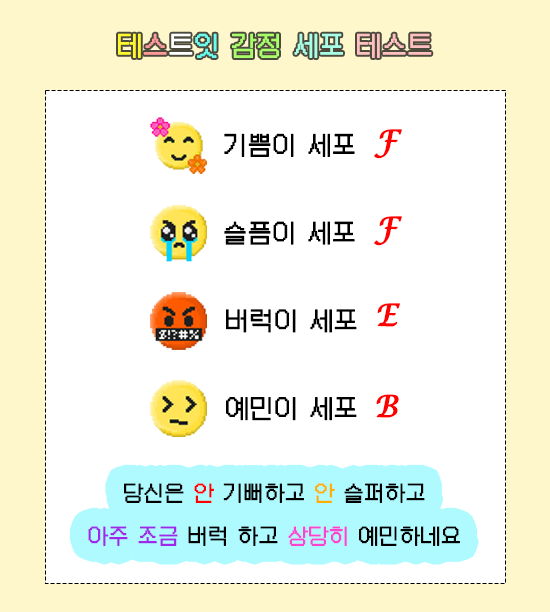 테스트잇 감정 세포 테스트
기쁨이 세포 F
슬픔이 세포 F
버럭이 세포 E
$!?#%
예민이 세포 B
당신은 안 기뻐하고 안 슬퍼하고
아주 조금 버럭 하고 상당히 예민하네요